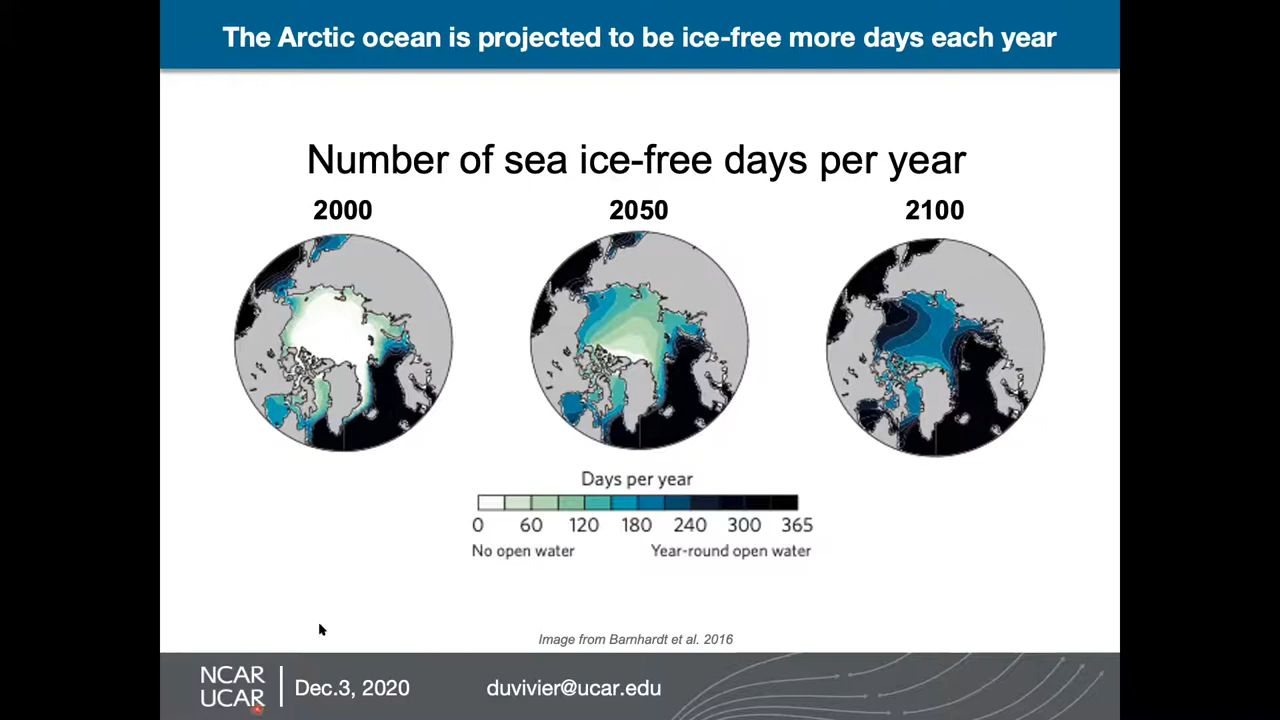 The Arctic ocean is projected to be ice-free more days each year
Number of sea ice-free days per year
2000 2050 2100
Days per year
0 60 120 180 240 300 365
No open water Year-round open water
Image from Barnhardt et al. 2016
NCAR
UCAR
Dec.3, 2020 duvivier@ucar.edu